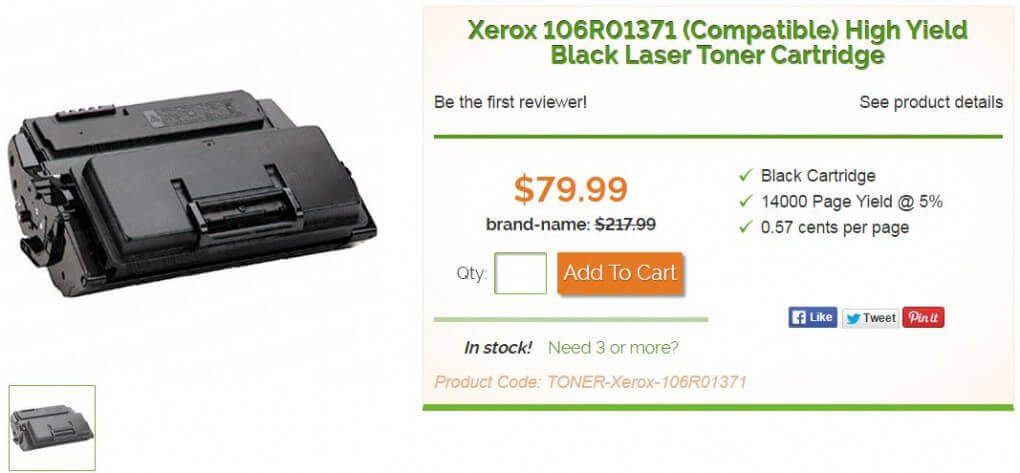 Xerox 106R01371 (Compatible) High Yield
Black Laser Toner Cartridge
Be the first reviewer!
See product details
$79.99
brand-name: $217.99
Black Cartridge
14000 Page Yield @ 5%
0.57 cents per page
Qty:
Add To Cart
Like
Tweet
Pin it
In stock!
Need 3 or more?
Product Code: TONER-Xerox-106R01371